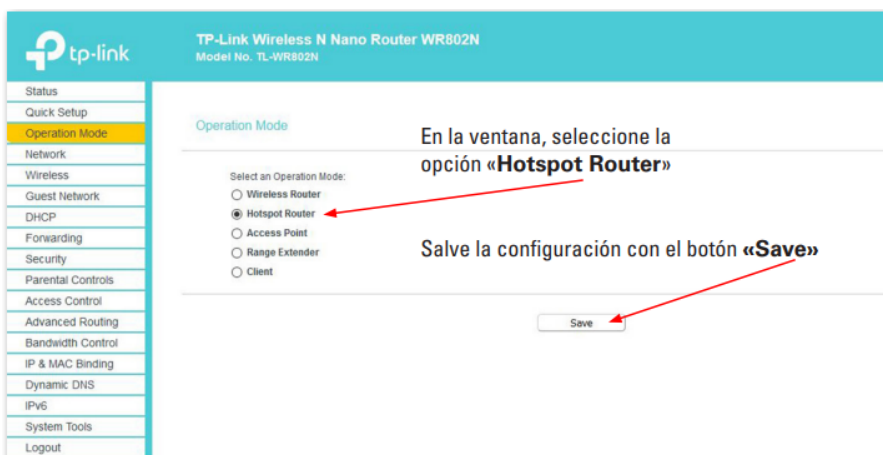 tp-link
TP-Link Wireless N Nano Router WR802N
Model No. TL-WR802N
Status
Quick Setup
Operation Mode
Network
Wireless
Guest Network
DHCP
Forwarding
Security
Parental Controls
Access Control
Advanced Routing
Bandwidth Control
IP & MAC Binding
Dynamic DNS
IPv6
System Tools
Logout
Operation Mode
En la ventana, seleccione la
opción «Hotspot Router»
Select an Operation Mode:
Wireless Router
Hotspot Router
Access Point
Range Extender
Client
Salve la configuración con el botón «Save»
Save